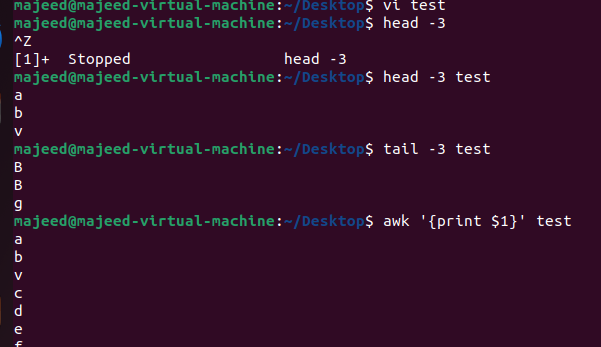 majeed@majeed-virtual-machine:~/Desktop$ vi test
majeed@majeed-virtual-machine:~/Desktop$ head -3
^Z
[1]+  Stopped                 head -3
majeed@majeed-virtual-machine:~/Desktop$ head -3 test
a
b
v
majeed@majeed-virtual-machine:~/Desktop$ tail -3 test
B
B
g
majeed@majeed-virtual-machine:~/Desktop$ awk '{print $1}' test
a
b
v
c
d
e
f